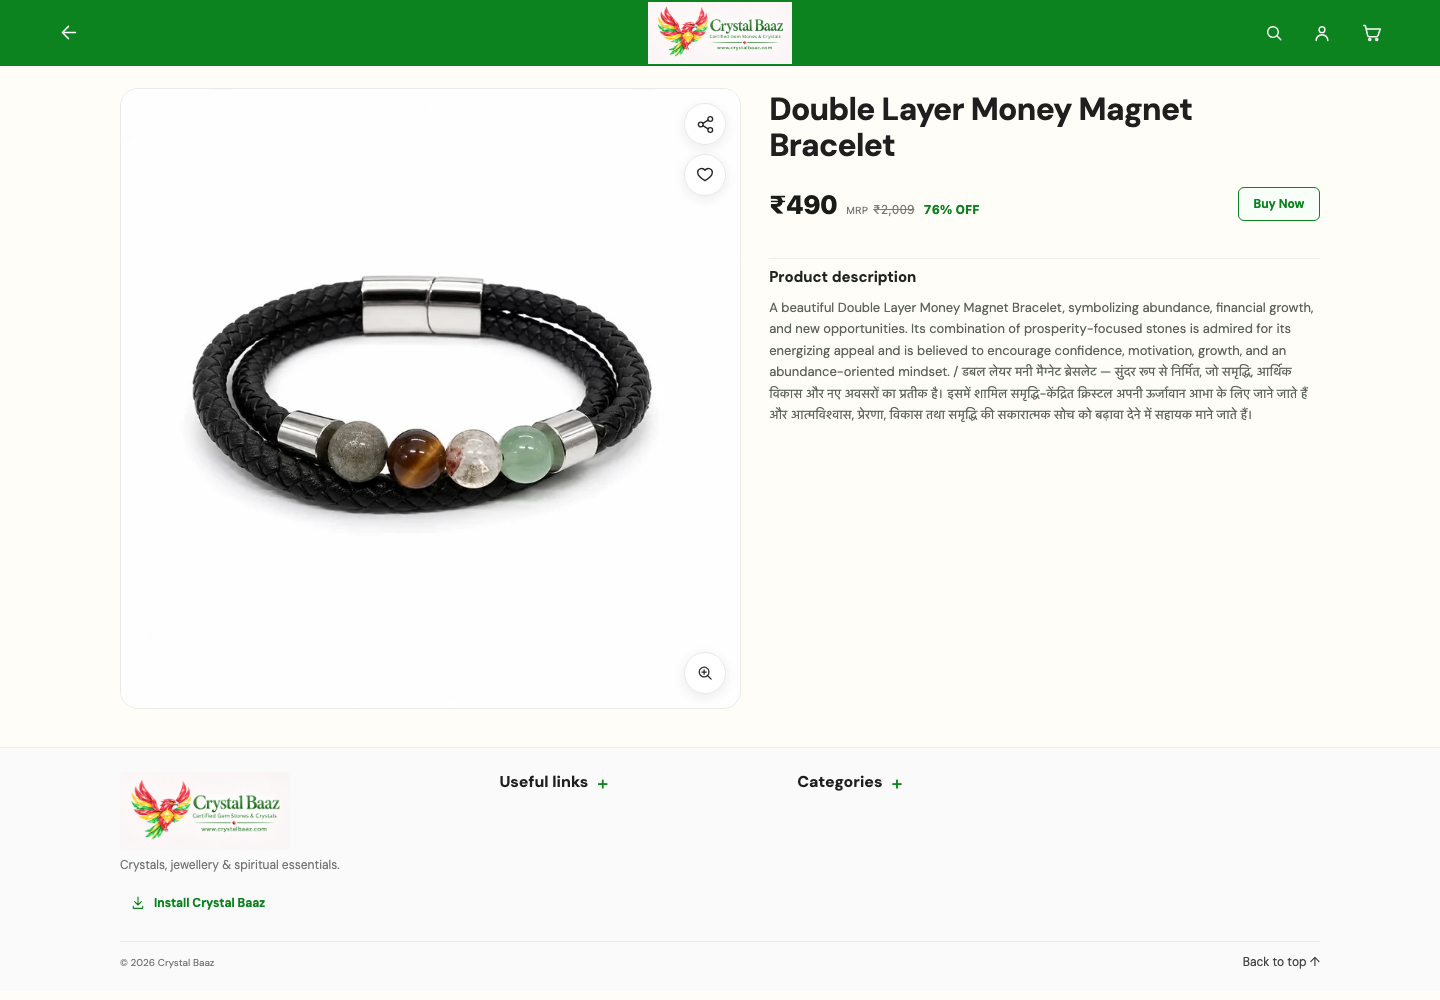 Crystal Baaz
Certified Gem Stones & Crystals
www.crystalbaaz.com
Double Layer Money Magnet
Bracelet
₹490 MRP ₹2,009 76% OFF
Buy Now
Product description
A beautiful Double Layer Money Magnet Bracelet, symbolizing abundance, financial growth,
and new opportunities. Its combination of prosperity-focused stones is admired for its
energizing appeal and is believed to encourage confidence, motivation, growth, and an
abundance-oriented mindset. / डबल लेयर मनी मैग्नेट ब्रेसलेट — सुंदर रूप से निर्मित, जो समृद्धि, आर्थिक
विकास और नए अवसरों का प्रतीक है। इसमें शामिल समृद्धि-केंद्रित क्रिस्टल अपनी ऊर्जावान आभा के लिए जाने जाते हैं
और आत्मविश्वास, प्रेरणा, विकास तथा समृद्धि की सकारात्मक सोच को बढ़ावा देने में सहायक माने जाते हैं।
Crystal Baaz
Certified Gem Stones & Crystals
www.crystalbaaz.com
Crystals, jewellery & spiritual essentials.
Install Crystal Baaz
Useful links +
Categories +
© 2026 Crystal Baaz
Back to top ↑